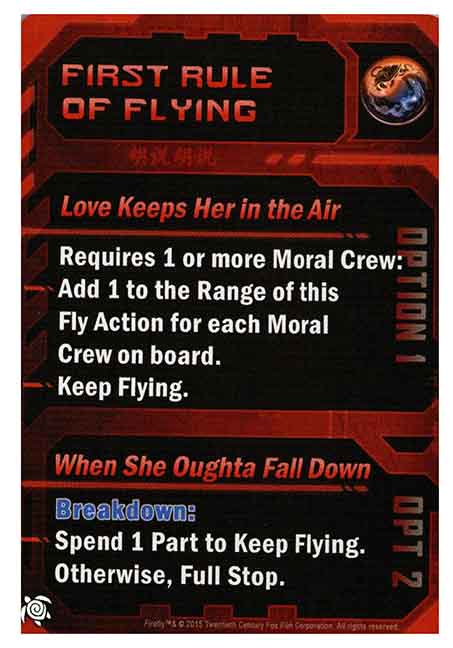 FIRST RULE
OF FLYING
Love Keeps Her in the Air
OPTION 1
Requires 1 or more Moral Crew:
Add 1 to the Range of this
Fly Action for each Moral
Crew on board.
Keep Flying.
When She Oughta Fall Down
OPT 2
Breakdown:
Spend 1 Part to Keep Flying.
Otherwise, Full Stop.
Firefly™& © 2015 Twentieth Century Fox Film Corporation. All rights reserved.